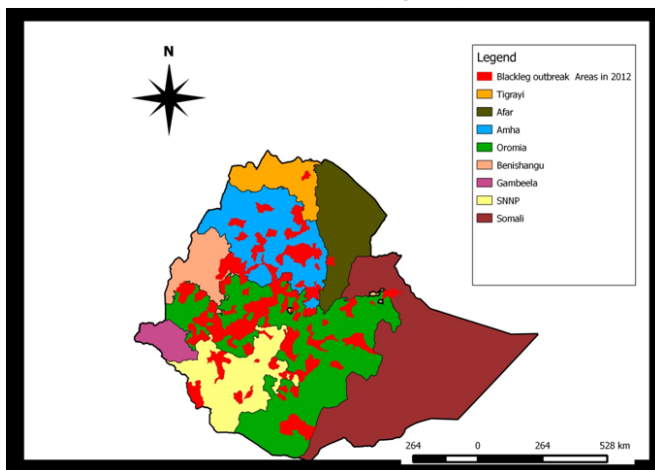 N
Legend
Blackleg outbreak Areas in 2012
Tigrayi
Afar
Amha
Oromia
Benishangu
Gambeela
SNNP
Somali
264 0 264 528 km